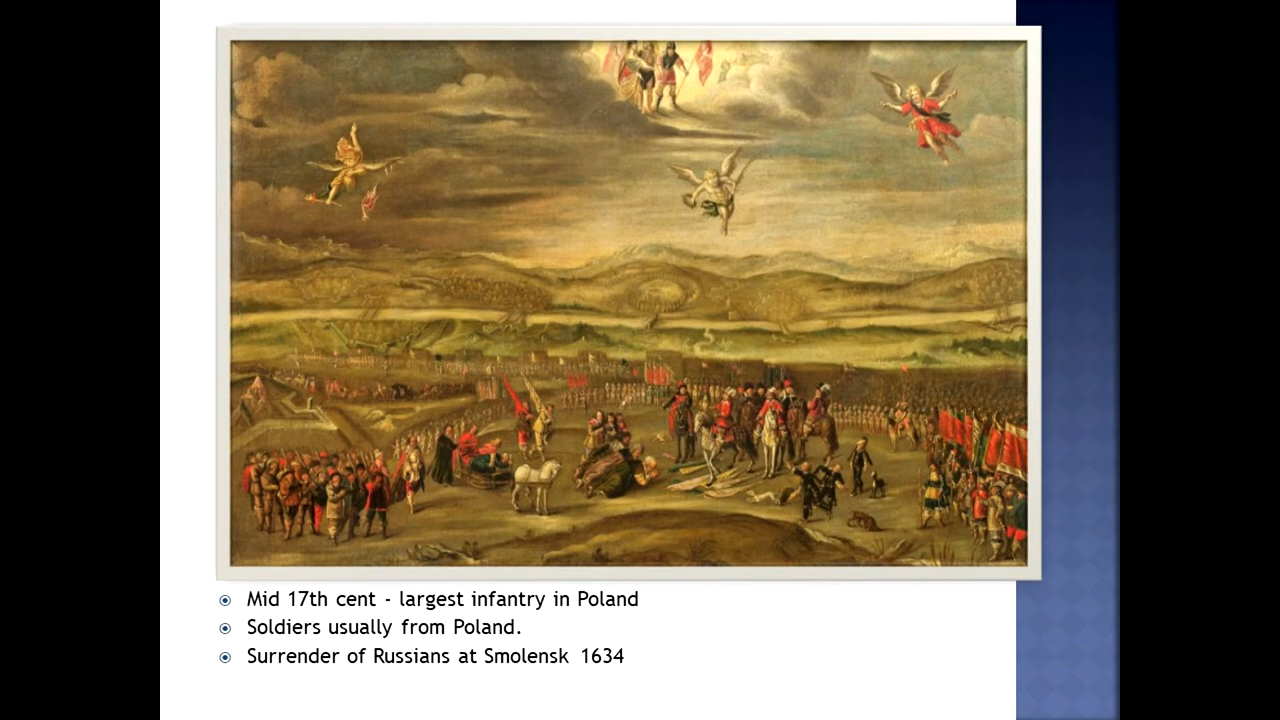 Mid 17th cent - largest infantry in Poland
Soldiers usually from Poland.
Surrender of Russians at Smolensk 1634